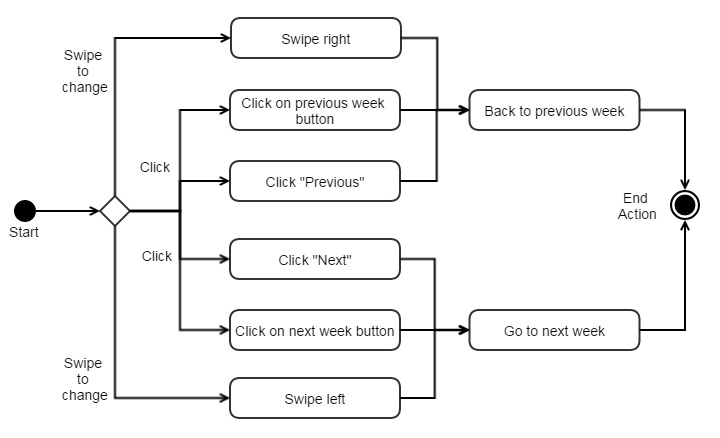 Swipe right
Swipe
to
change
Click on previous week
button
Back to previous week
Click
Click "Previous"
Start
End
Action
Click
Click "Next"
Click on next week button
Go to next week
Swipe
to
change
Swipe left